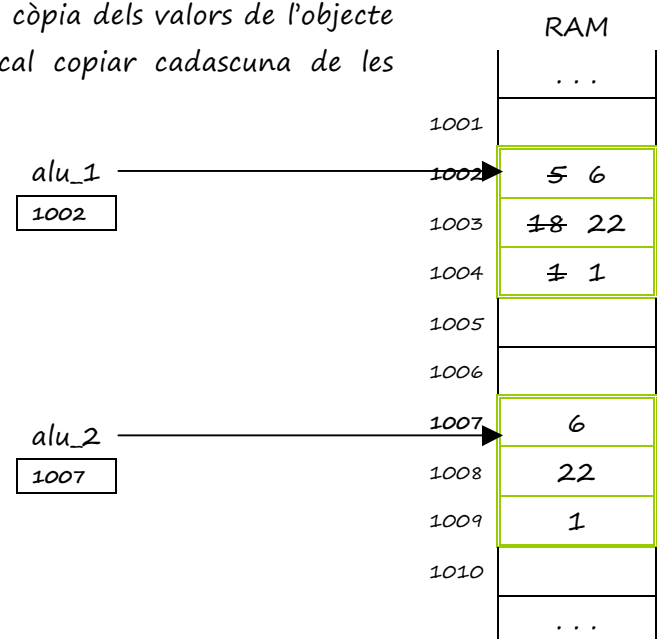 còpia dels valors de l'objecte
cal copiar cadascuna de les
RAM
. . .
1001
alu_1
1002 5 6
1002
1003 18 22
1004 1 1
1005
1006
1007 6
alu_2
1007
1008 22
1009 1
1010
. . .